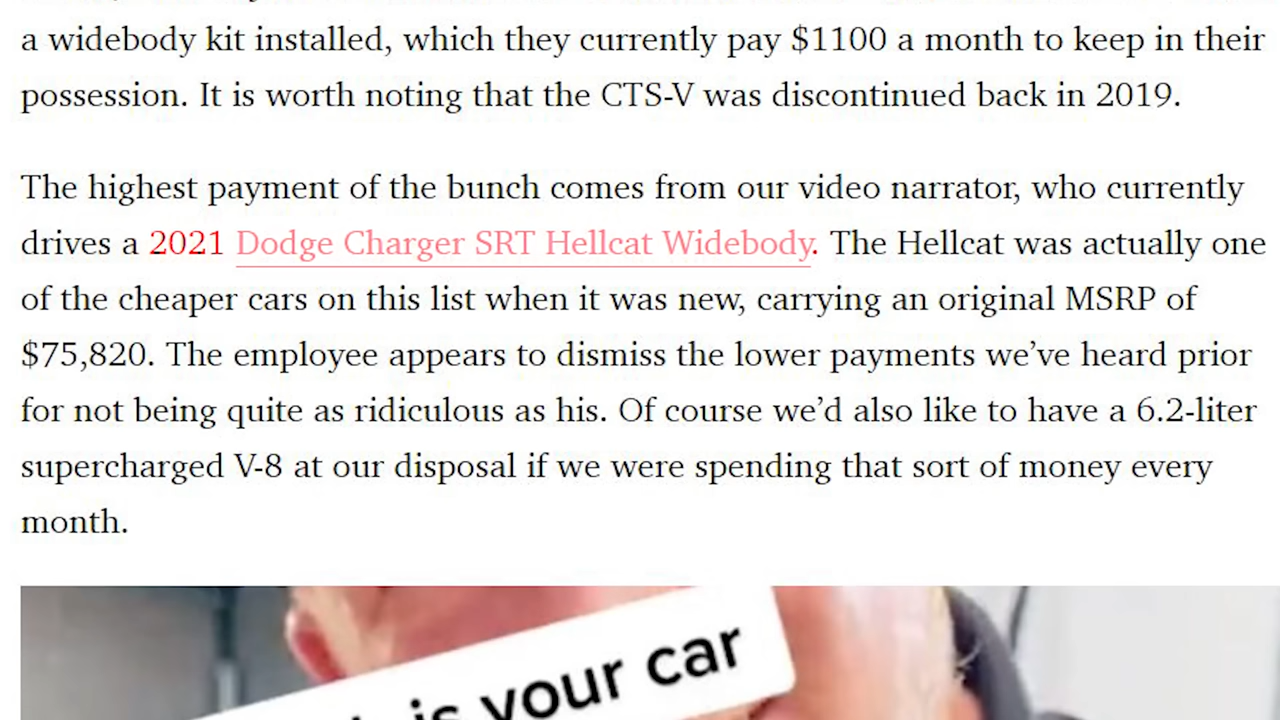 a widebody kit installed, which they currently pay $1100 a month to keep in their
possession. It is worth noting that the CTS-V was discontinued back in 2019.
The highest payment of the bunch comes from our video narrator, who currently
drives a 2021 Dodge Charger SRT Hellcat Widebody. The Hellcat was actually one
of the cheaper cars on this list when it was new, carrying an original MSRP of
$75,820. The employee appears to dismiss the lower payments we’ve heard prior
for not being quite as ridiculous as his. Of course we’d also like to have a 6.2-liter
supercharged V-8 at our disposal if we were spending that sort of money every
month.
is your car